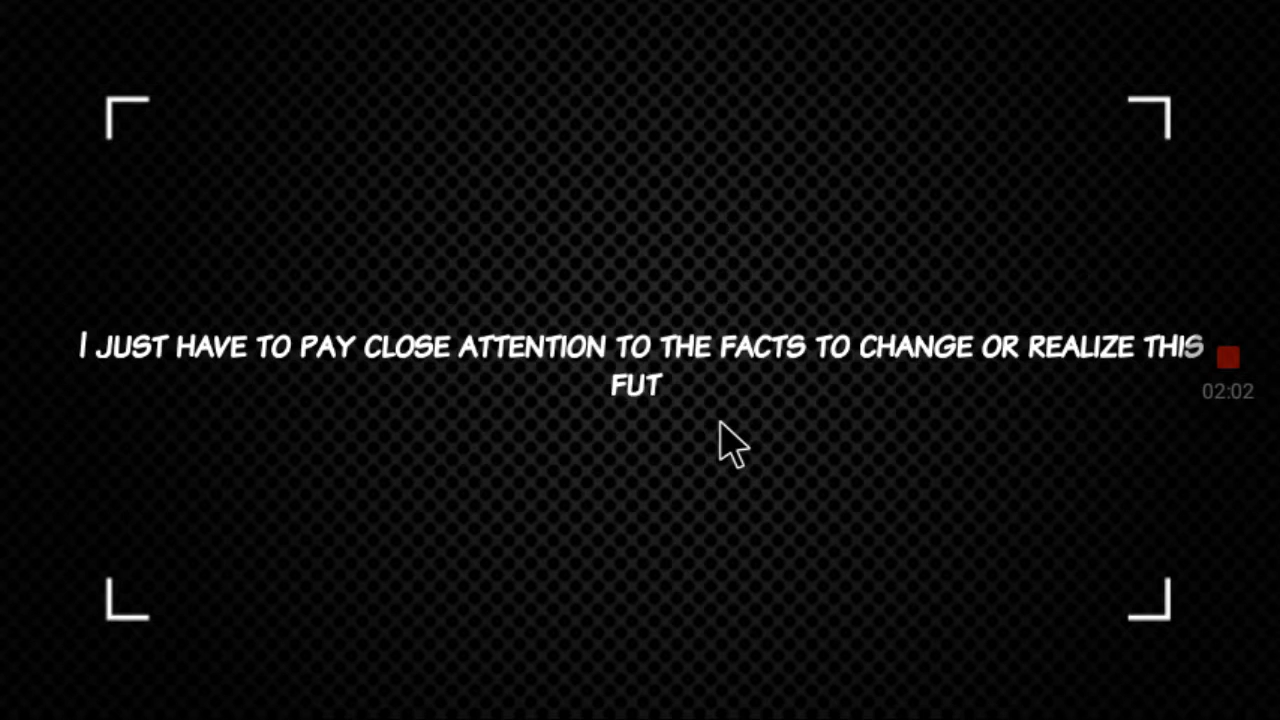 I JUST HAVE TO PAY CLOSE ATTENTION TO THE FACTS TO CHANGE OR REALIZE THIS
FUT
02:02